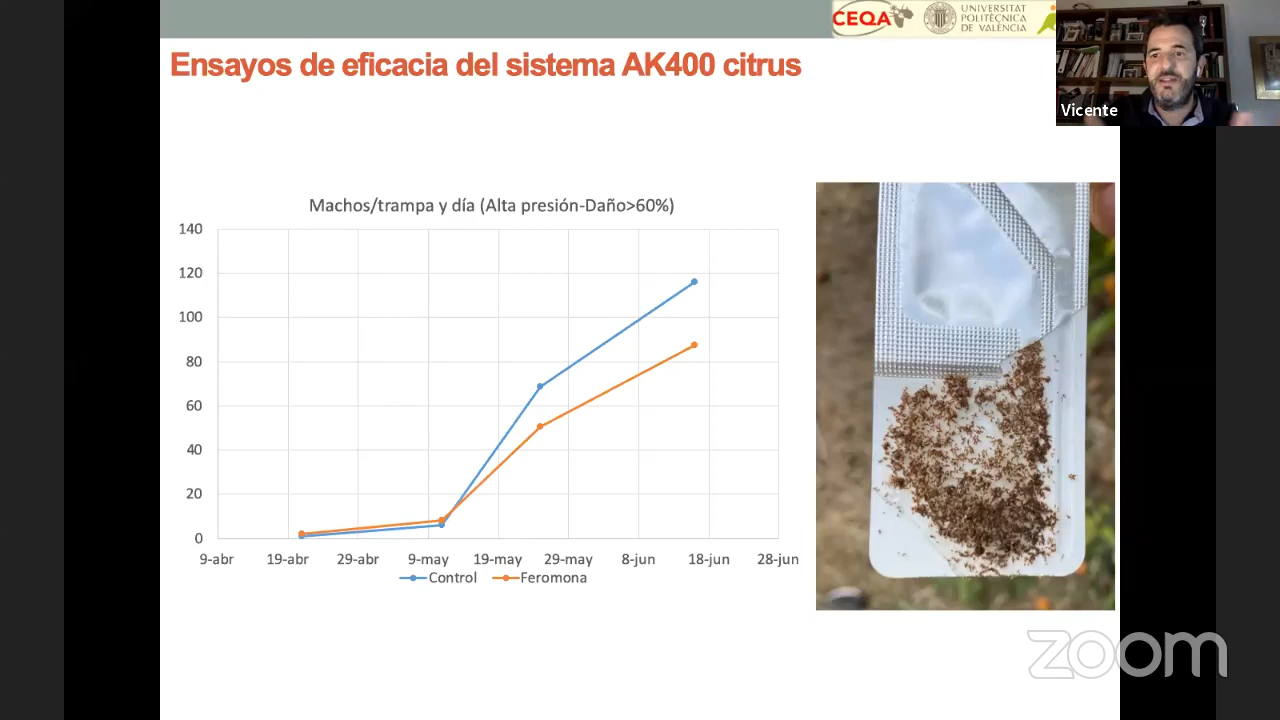 CEQA
UNIVERSITAT
POLITÈCNICA
DE VALÈNCIA
Ensayos de eficacia del sistema AK400 citrus
Vicente
Machos/trampa y día (Alta presión-Daño>60%)
140
120
100
80
60
40
20
0
9-abr 19-abr 29-abr 9-may 19-may 29-may 8-jun 18-jun 28-jun
Control Feromona
zoom